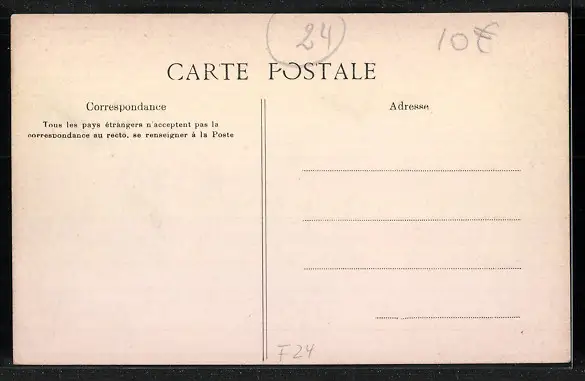 24
10€
CARTE POSTALE
Correspondance
Tous les pays étrangers n'acceptent pas la
correspondance au recto, se renseigner à la Poste
Adresse
F24